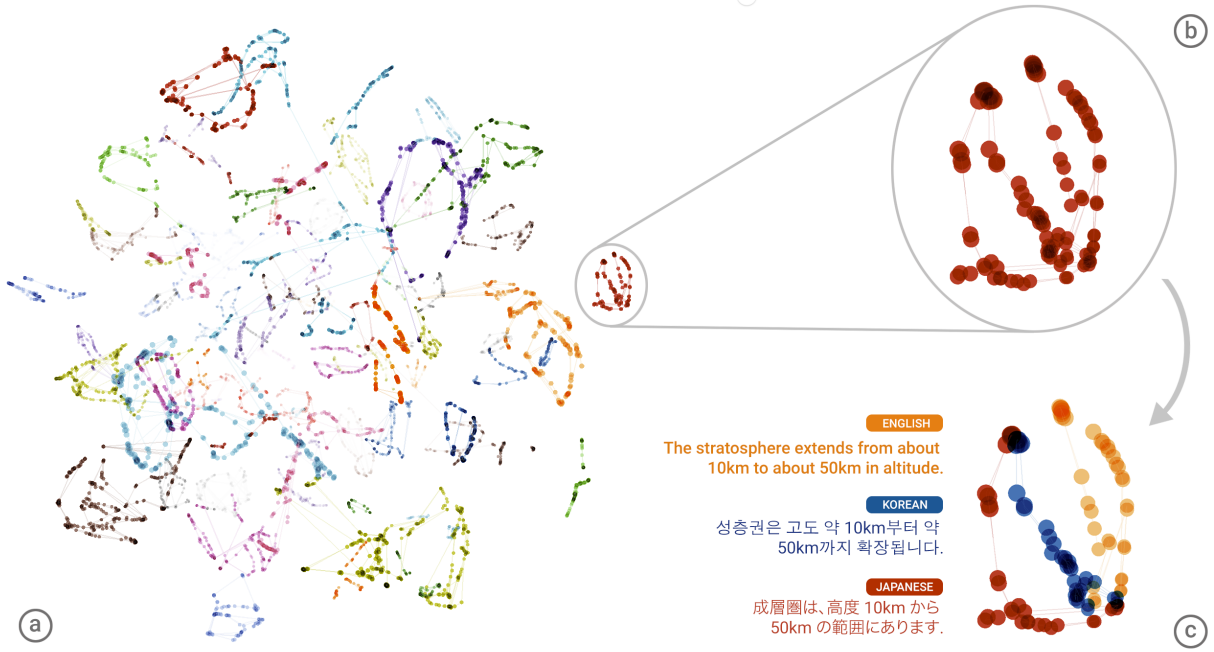 b
ENGLISH
The stratosphere extends from about
10km to about 50km in altitude.
KOREAN
성층권은 고도 약 10km부터 약
50km까지 확장됩니다.
JAPANESE
成層圏は、高度 10km から
50km の範囲にあります。
a
c